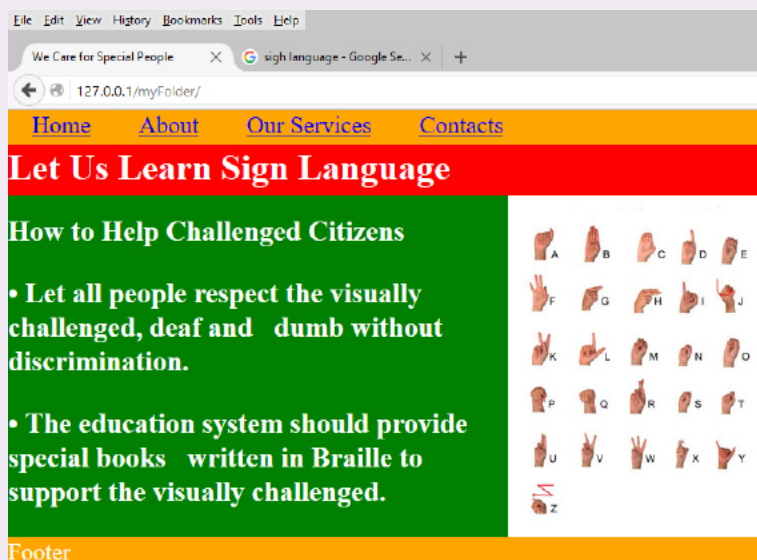 File Edit View History Bookmarks Tools Help
We Care for Special People
sigh language - Google Se...
127.0.0.1/myFolder/
Home About Our Services Contacts
Let Us Learn Sign Language
How to Help Challenged Citizens
• Let all people respect the visually
challenged, deaf and dumb without
discrimination.
• The education system should provide
special books written in Braille to
support the visually challenged.
A B C D E
F G H I J
K L M N O
P Q R S T
U V W X Y
Z
Footer